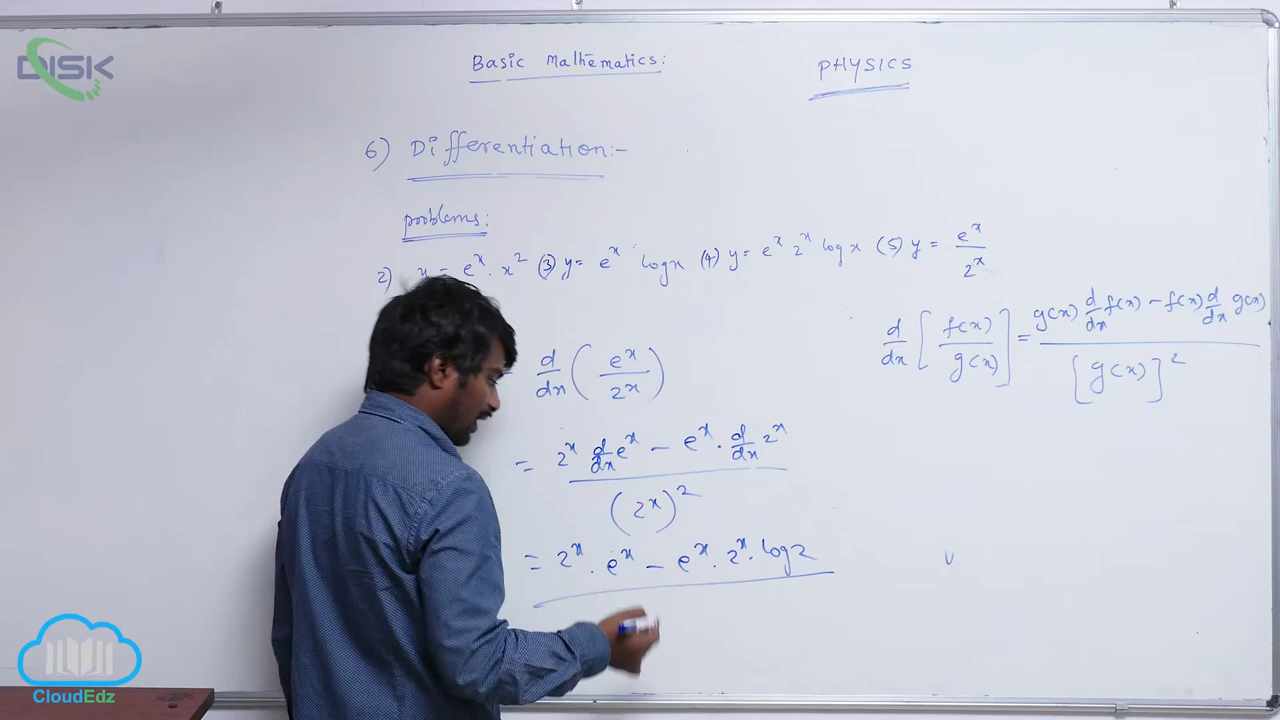 DISK
Basic Mathematics: PHYSICS
6) Differentiation:-
problems:
2) y = e^x . x^2 (3) y = e^x log x (4) y = e^x 2^x log x (5) y = e^x / 2^x
d/dx [ f(x) / g(x) ] = g(x) d/dx f(x) - f(x) d/dx g(x) / [g(x)]^2
= d/dx ( e^x / 2^x )
= 2^x d/dx e^x - e^x . d/dx 2^x / (2^x)^2
= 2^x . e^x - e^x . 2^x . log 2
CloudEdz